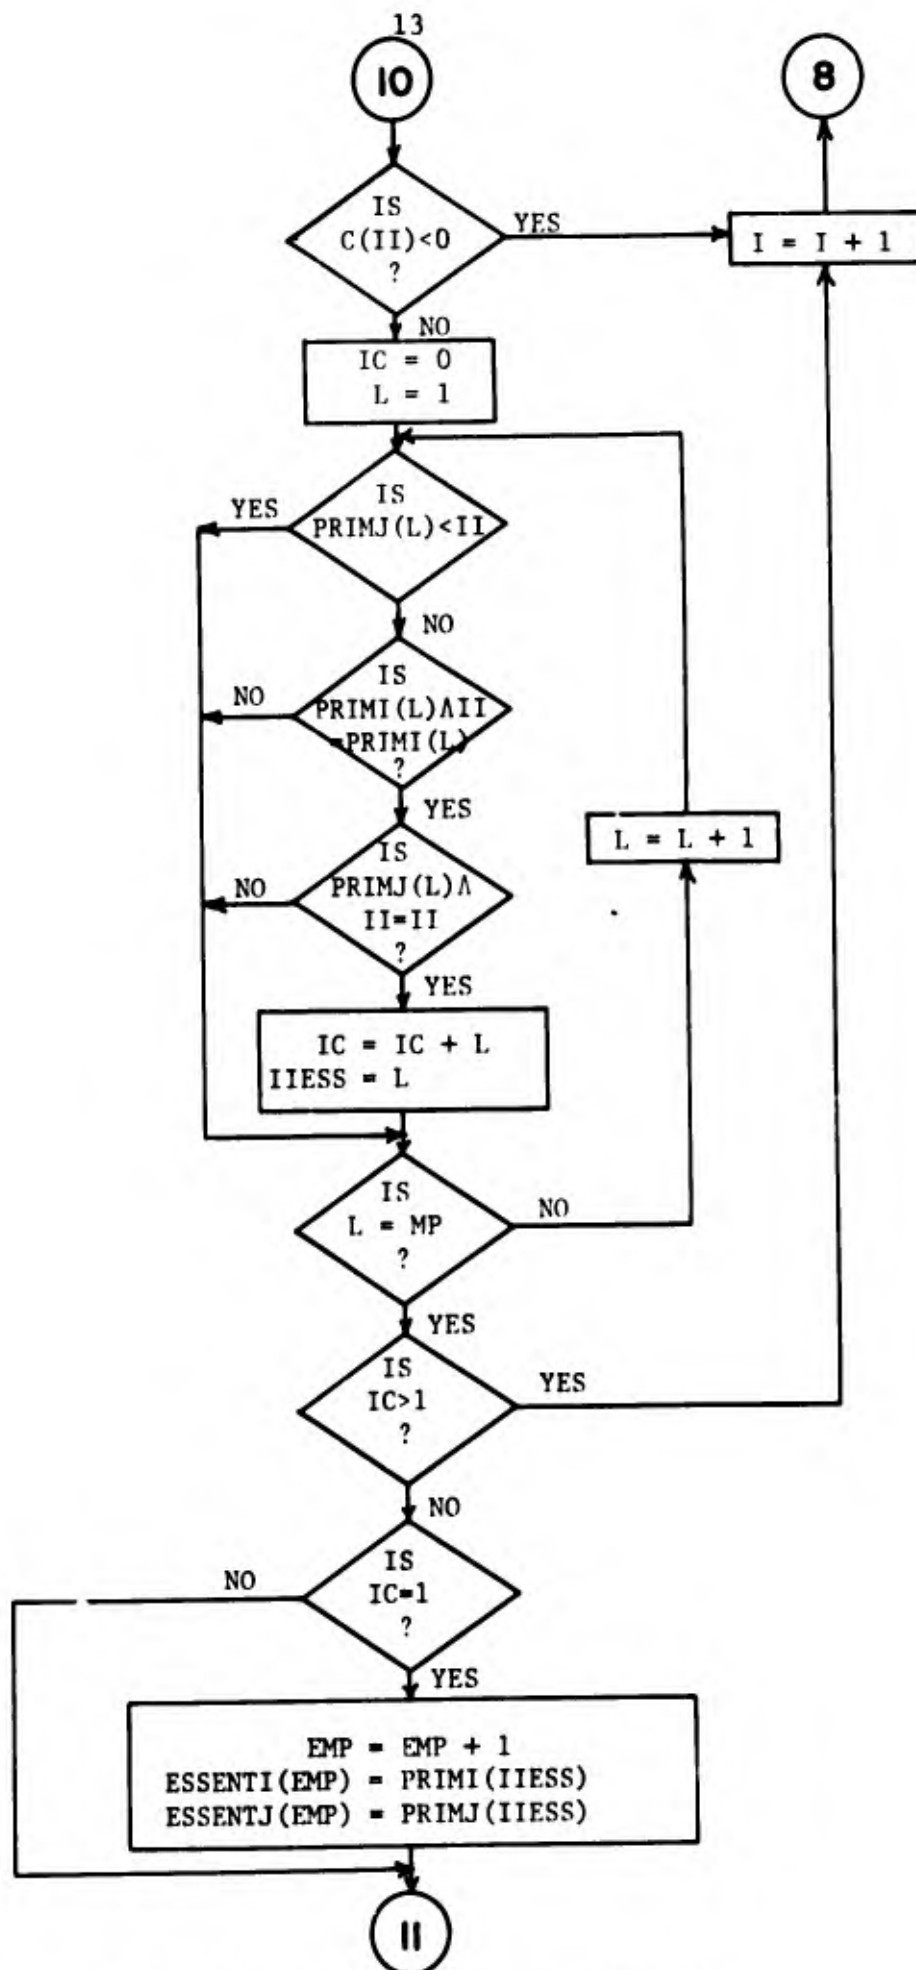 13
10
8
IS
C(II)<0
?
YES
I = I + 1
NO
IC = 0
L = 1
IS
PRIMJ(L)<II
YES
NO
IS
PRIMI(L)∧II
=PRIMI(L)
?
NO
YES
L = L + 1
IS
PRIMJ(L)∧
II=II
?
NO
YES
IC = IC + L
IIESS = L
IS
L = MP
?
NO
YES
IS
IC>1
?
YES
NO
IS
IC=1
?
NO
YES
EMP = EMP + 1
ESSENTI(EMP) = PRIMI(IIESS)
ESSENTJ(EMP) = PRIMJ(IIESS)
11